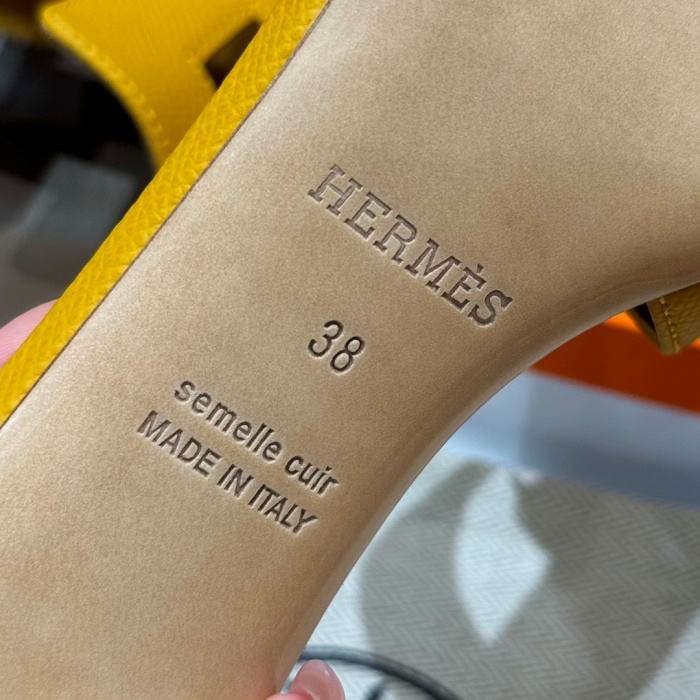 HERMÈS
38
semelle cuir
MADE IN ITALY